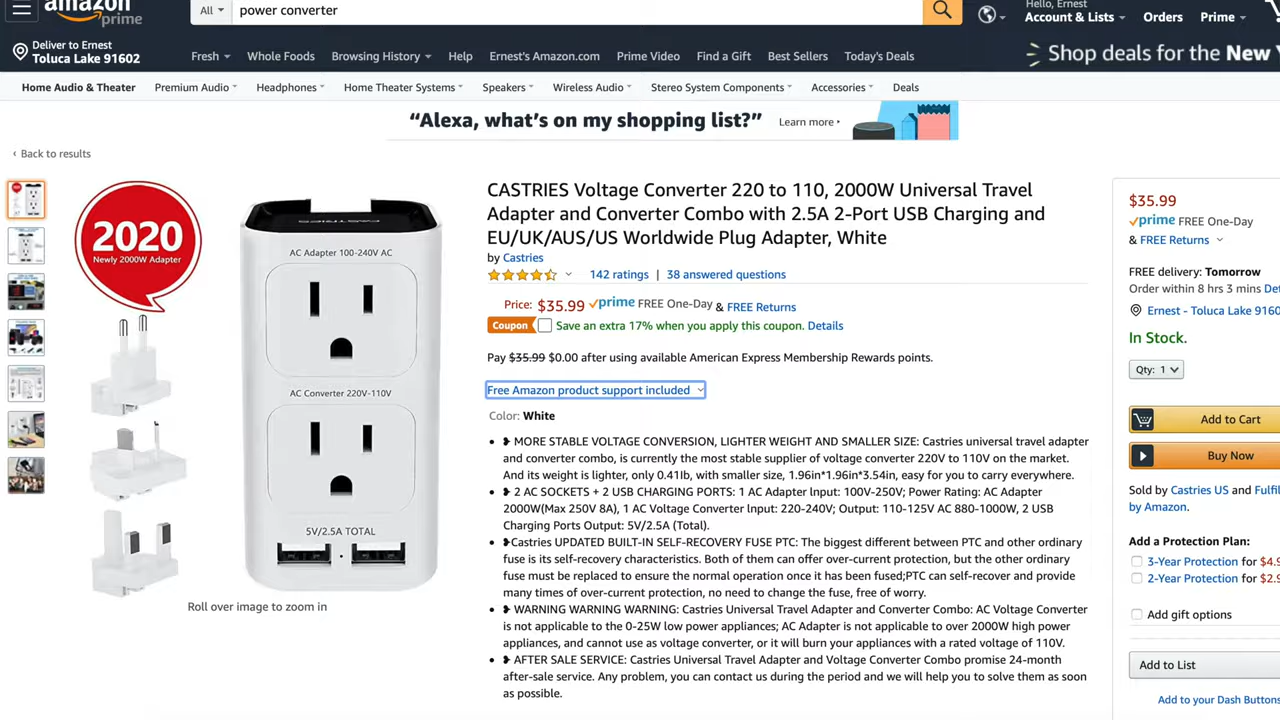 amazon
prime
All
power converter
Hello, Ernest
Account & Lists
Orders
Prime
Deliver to Ernest
Toluca Lake 91602
Fresh
Whole Foods
Browsing History
Help
Ernest's Amazon.com
Prime Video
Find a Gift
Best Sellers
Today's Deals
Shop deals for the New
Home Audio & Theater
Premium Audio
Headphones
Home Theater Systems
Speakers
Wireless Audio
Stereo System Components
Accessories
Deals
“Alexa, what’s on my shopping list?”
Learn more
‹ Back to results
2020
Newly 2000W Adapter
CASTRIES
AC Adapter 100-240V AC
AC Converter 220V-110V
5V/2.5A TOTAL
Roll over image to zoom in
CASTRIES Voltage Converter 220 to 110, 2000W Universal Travel
Adapter and Converter Combo with 2.5A 2-Port USB Charging and
EU/UK/AUS/US Worldwide Plug Adapter, White
by Castries
142 ratings | 38 answered questions
Price: $35.99 prime FREE One-Day & FREE Returns
Coupon Save an extra 17% when you apply this coupon. Details
Pay $35.99 $0.00 after using available American Express Membership Rewards points.
Free Amazon product support included
Color: White
• ❥ MORE STABLE VOLTAGE CONVERSION, LIGHTER WEIGHT AND SMALLER SIZE: Castries universal travel adapter
and converter combo, is currently the most stable supplier of voltage converter 220V to 110V on the market.
And its weight is lighter, only 0.41lb, with smaller size, 1.96in*1.96in*3.54in, easy for you to carry everywhere.
• ❥ 2 AC SOCKETS + 2 USB CHARGING PORTS: 1 AC Adapter Input: 100V-250V; Power Rating: AC Adapter
2000W(Max 250V 8A), 1 AC Voltage Converter lnput: 220-240V; Output: 110-125V AC 880-1000W, 2 USB
Charging Ports Output: 5V/2.5A (Total).
• ❥Castries UPDATED BUILT-IN SELF-RECOVERY FUSE PTC: The biggest different between PTC and other ordinary
fuse is its self-recovery characteristics. Both of them can offer over-current protection, but the other ordinary
fuse must be replaced to ensure the normal operation once it has been fused;PTC can self-recover and provide
many times of over-current protection, no need to change the fuse, free of worry.
• ❥ WARNING WARNING WARNING: Castries Universal Travel Adapter and Converter Combo: AC Voltage Converter
is not applicable to the 0-25W low power appliances; AC Adapter is not applicable to over 2000W high power
appliances, and cannot use as voltage converter, or it will burn your appliances with a rated voltage of 110V.
• ❥ AFTER SALE SERVICE: Castries Universal Travel Adapter and Voltage Converter Combo promise 24-month
after-sale service. Any problem, you can contact us during the period and we will help you to solve them as soon
as possible.
$35.99
prime FREE One-Day
& FREE Returns
FREE delivery: Tomorrow
Order within 8 hrs 3 mins Det
Ernest - Toluca Lake 9160
In Stock.
Qty: 1
Add to Cart
Buy Now
Sold by Castries US and Fulfil
by Amazon.
Add a Protection Plan:
3-Year Protection for $4.9
2-Year Protection for $2.9
Add gift options
Add to List
Add to your Dash Buttons